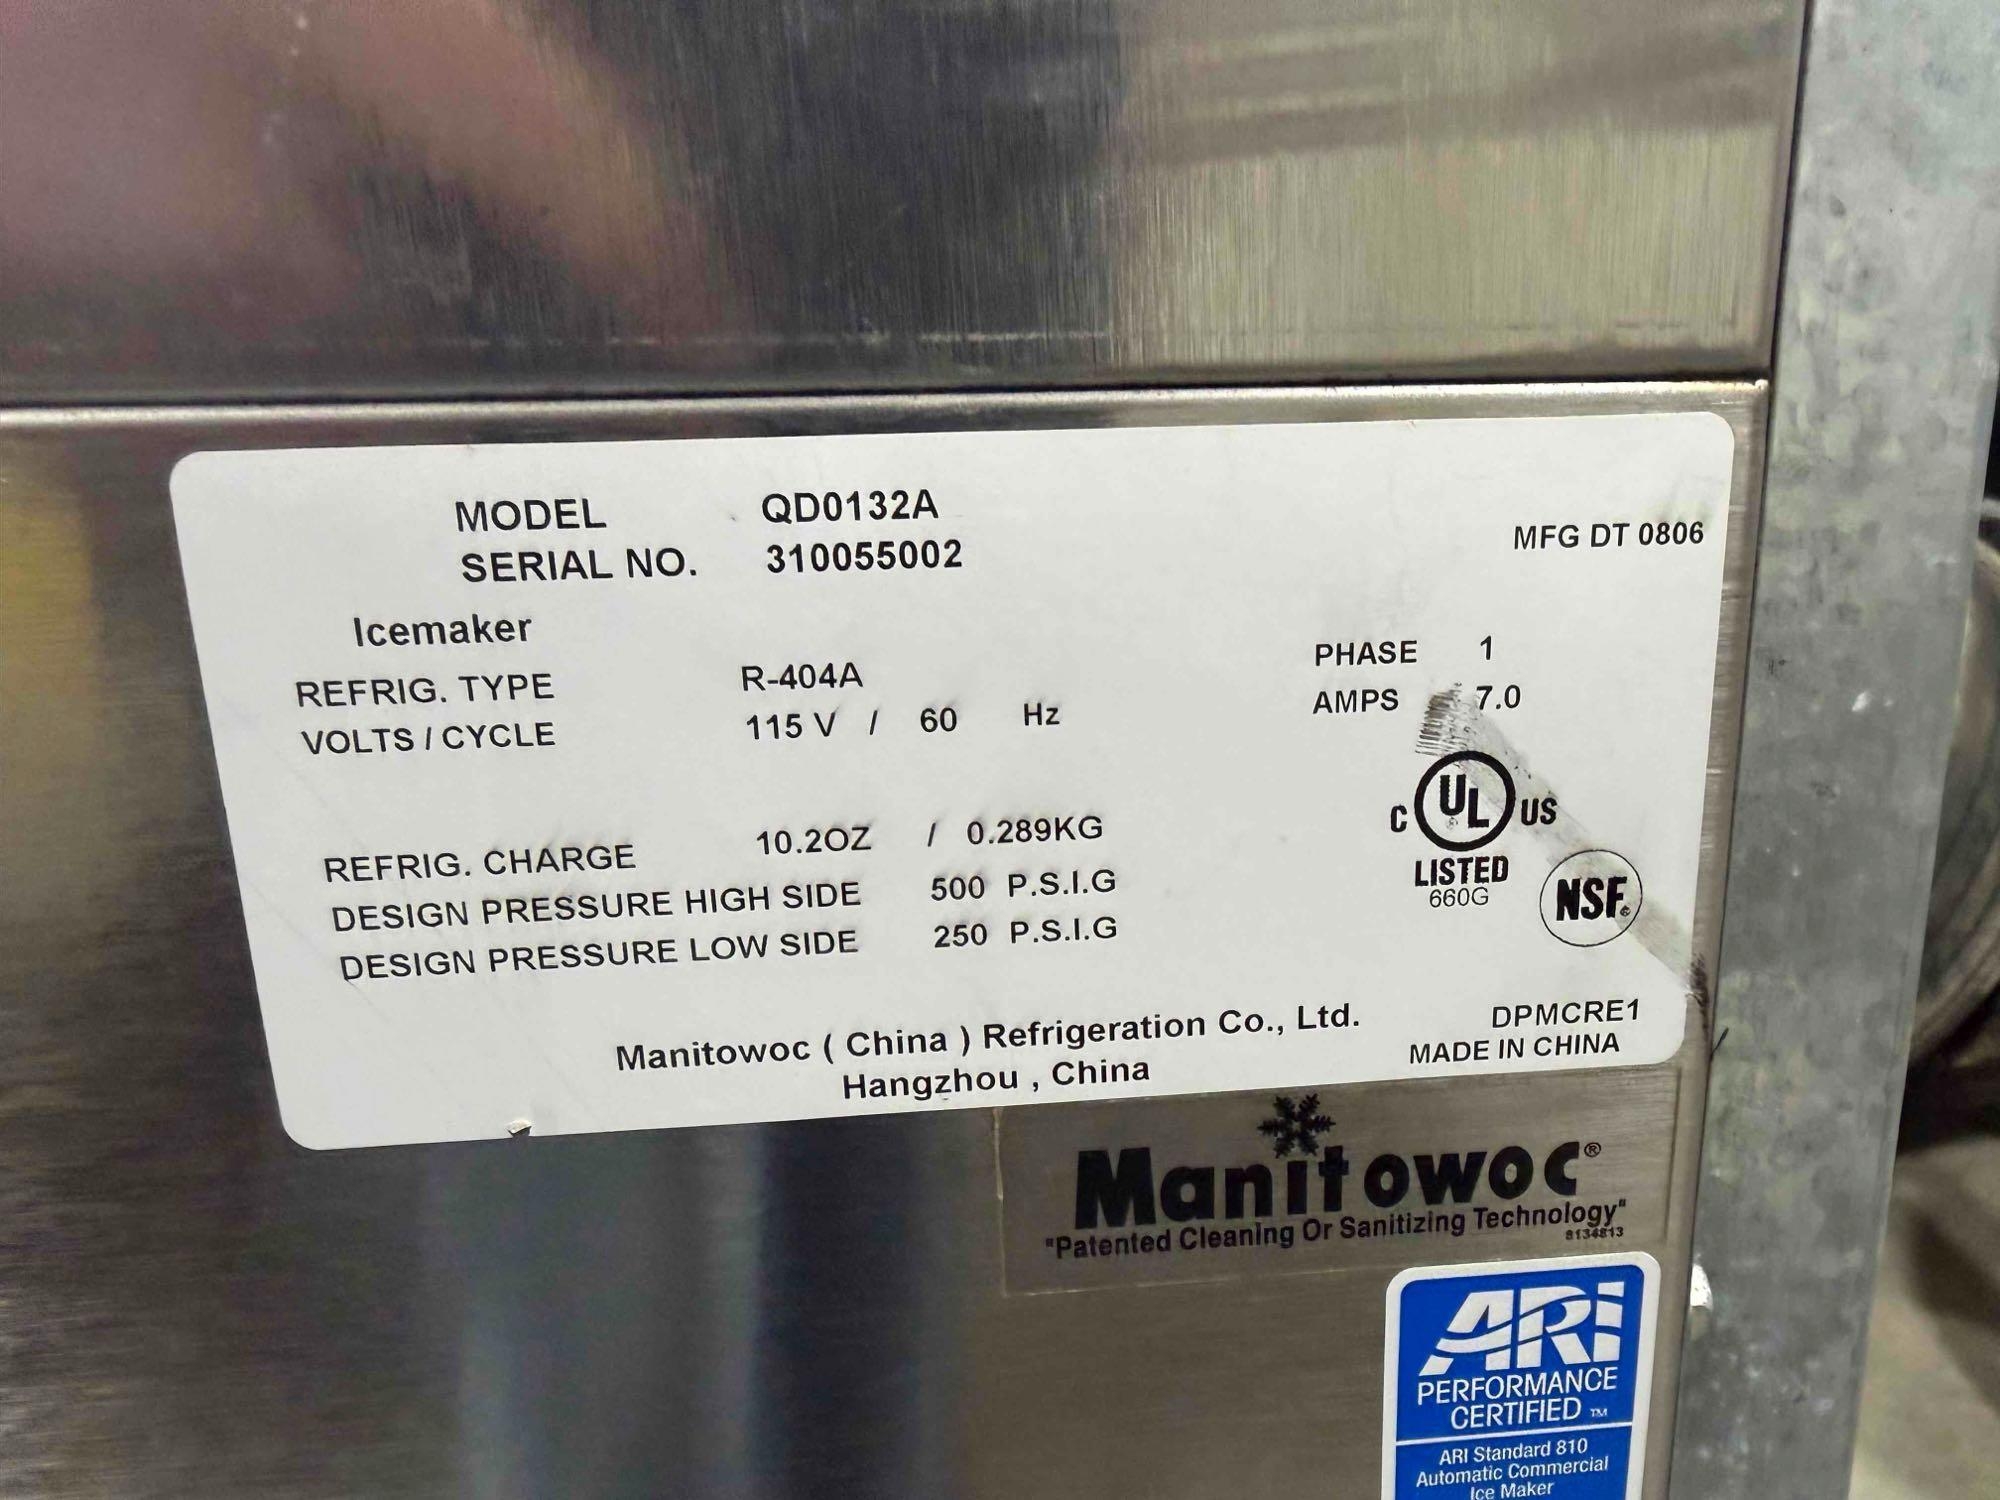 MODEL QD0132A
SERIAL NO. 310055002
MFG DT 0806
Icemaker
REFRIG. TYPE R-404A
PHASE 1
VOLTS / CYCLE 115 V / 60 Hz
AMPS 7.0
REFRIG. CHARGE 10.2OZ / 0.289KG
DESIGN PRESSURE HIGH SIDE 500 P.S.I.G
DESIGN PRESSURE LOW SIDE 250 P.S.I.G
C UL US
LISTED
660G
NSF®
Manitowoc ( China ) Refrigeration Co., Ltd.
Hangzhou , China
DPMCRE1
MADE IN CHINA
Manitowoc®
"Patented Cleaning Or Sanitizing Technology"
8134813
ARI
PERFORMANCE
CERTIFIED TM
ARI Standard 810
Automatic Commercial
Ice Maker